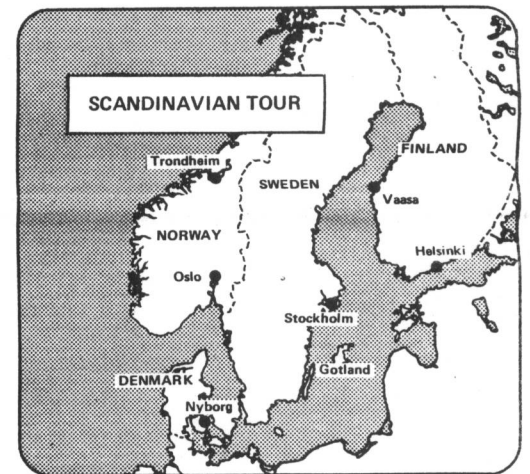 SCANDINAVIAN TOUR
FINLAND
Trondheim
SWEDEN
Vaasa
NORWAY
Helsinki
Oslo
Stockholm
Gotland
DENMARK
Nyborg